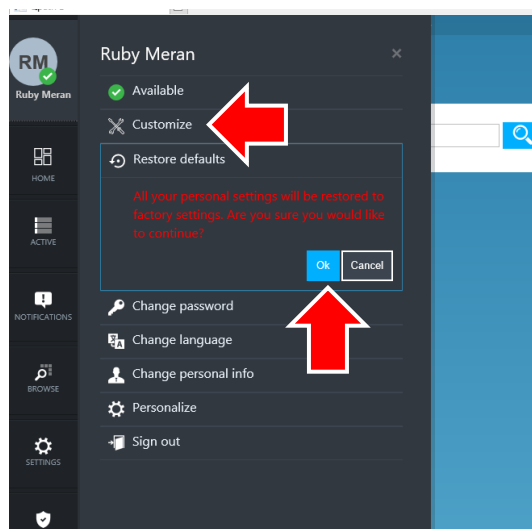 RM
Ruby Meran
HOME
ACTIVE
NOTIFICATIONS
BROWSE
SETTINGS
Ruby Meran
Available
Customize
Restore defaults
All your personal settings will be restored to
factory settings. Are you sure you would like
to continue?
Ok Cancel
Change password
Change language
Change personal info
Personalize
Sign out